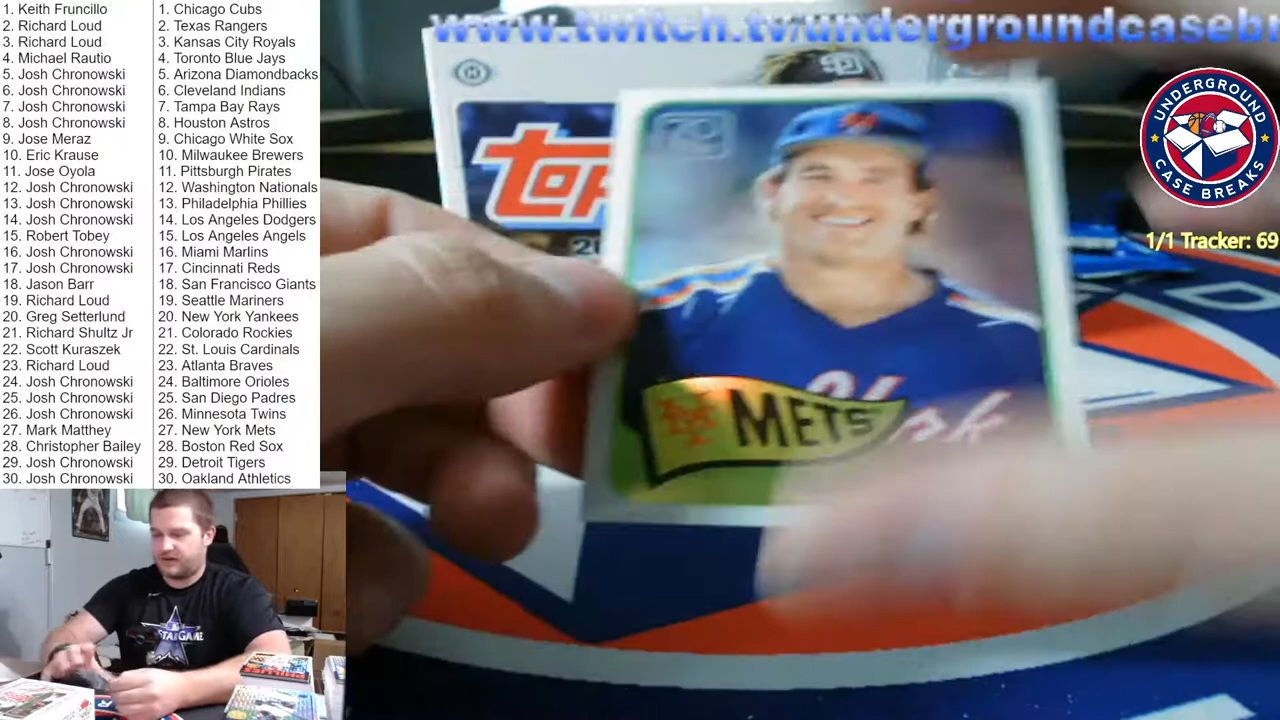 1. Keith Fruncillo
2. Richard Loud
3. Richard Loud
4. Michael Rautio
5. Josh Chronowski
6. Josh Chronowski
7. Josh Chronowski
8. Josh Chronowski
9. Jose Meraz
10. Eric Krause
11. Jose Oyola
12. Josh Chronowski
13. Josh Chronowski
14. Josh Chronowski
15. Robert Tobey
16. Josh Chronowski
17. Josh Chronowski
18. Jason Barr
19. Richard Loud
20. Greg Setterlund
21. Richard Shultz Jr
22. Scott Kuraszek
23. Richard Loud
24. Josh Chronowski
25. Josh Chronowski
26. Josh Chronowski
27. Mark Matthey
28. Christopher Bailey
29. Josh Chronowski
30. Josh Chronowski
1. Chicago Cubs
2. Texas Rangers
3. Kansas City Royals
4. Toronto Blue Jays
5. Arizona Diamondbacks
6. Cleveland Indians
7. Tampa Bay Rays
8. Houston Astros
9. Chicago White Sox
10. Milwaukee Brewers
11. Pittsburgh Pirates
12. Washington Nationals
13. Philadelphia Phillies
14. Los Angeles Dodgers
15. Los Angeles Angels
16. Miami Marlins
17. Cincinnati Reds
18. San Francisco Giants
19. Seattle Mariners
20. New York Yankees
21. Colorado Rockies
22. St. Louis Cardinals
23. Atlanta Braves
24. Baltimore Orioles
25. San Diego Padres
26. Minnesota Twins
27. New York Mets
28. Boston Red Sox
29. Detroit Tigers
30. Oakland Athletics
www.twitch.tv/undergroundcasebr
UNDERGROUND
CASE BREAKS
1/1 Tracker: 69
H
SD
70
METS
D
PHILLIES